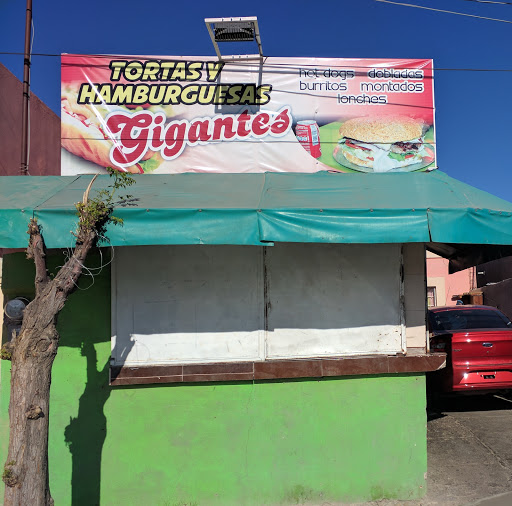 TORTAS Y
HAMBURGUESAS
Gigantes
hot dogs dobladas
burritos montados
lonches